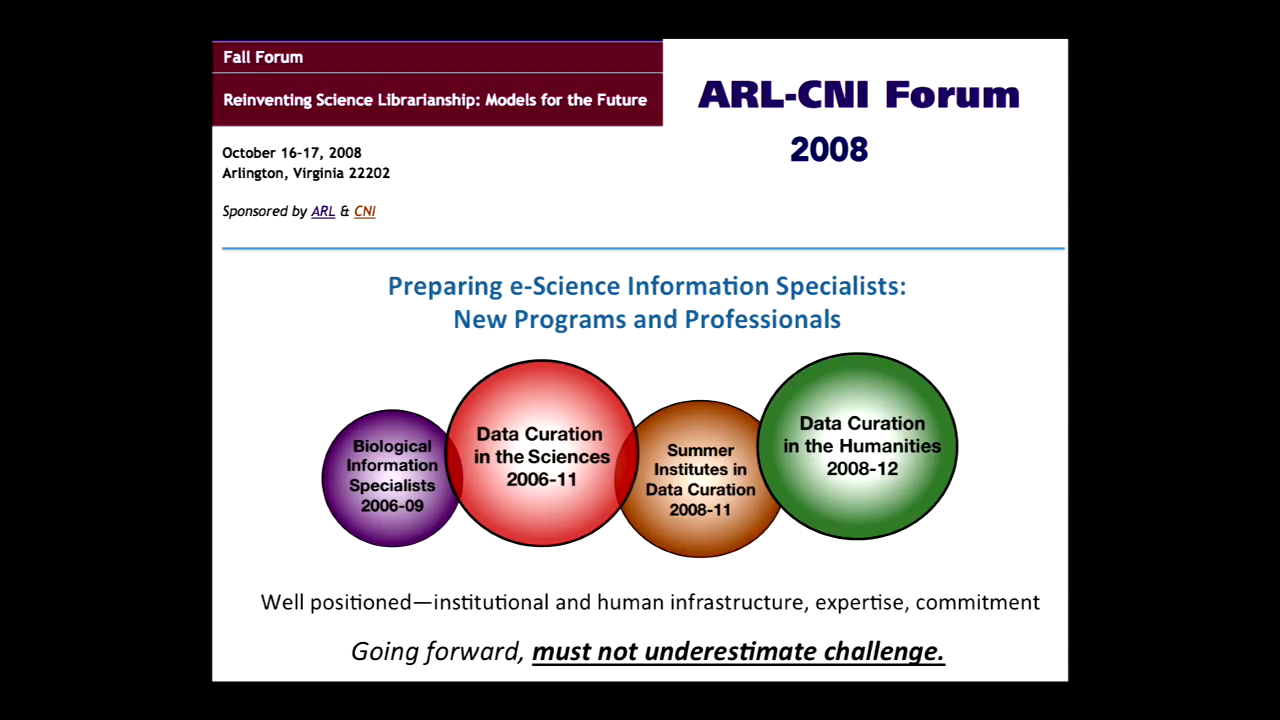 Fall Forum
Reinventing Science Librarianship: Models for the Future
ARL-CNI Forum
2008
October 16-17, 2008
Arlington, Virginia 22202
Sponsored by ARL & CNI
Preparing e-Science Information Specialists:
New Programs and Professionals
Biological
Information
Specialists
2006-09
Data Curation
in the Sciences
2006-11
Summer
Institutes in
Data Curation
2008-11
Data Curation
in the Humanities
2008-12
Well positioned—institutional and human infrastructure, expertise, commitment
Going forward, must not underestimate challenge.